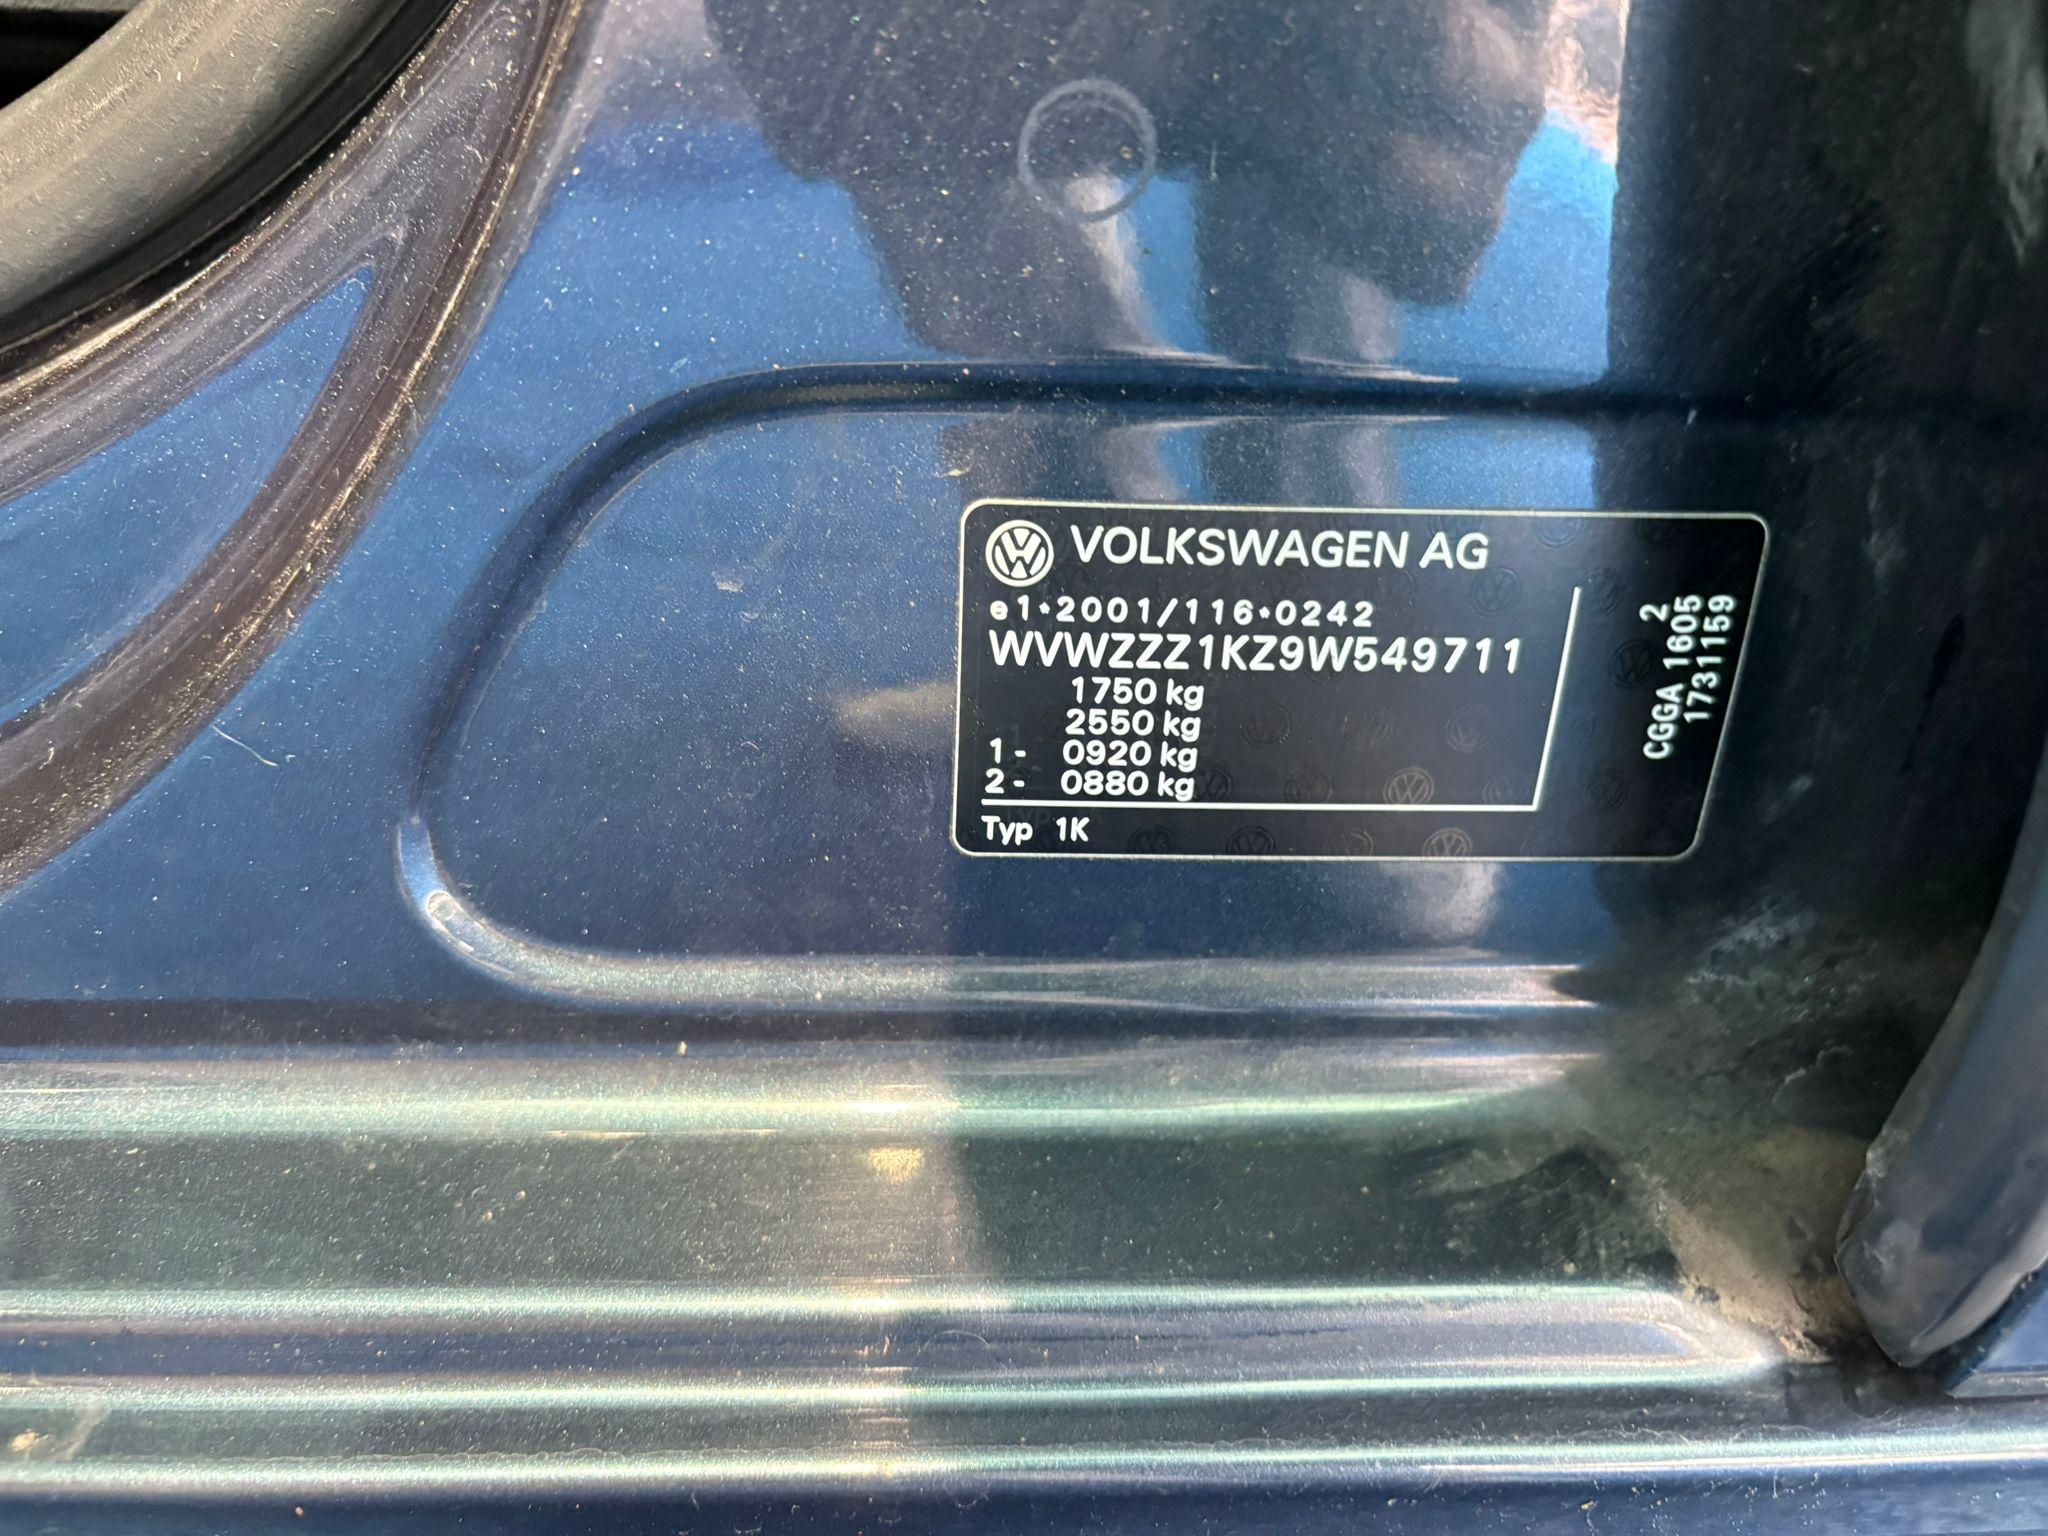 VOLKSWAGEN AG
e1*2001/116*0242
WVWZZZ1KZ9W549711
1750 kg
2550 kg
1- 0920 kg
2- 0880 kg
Typ 1K
2
CGGA 1605
1731159